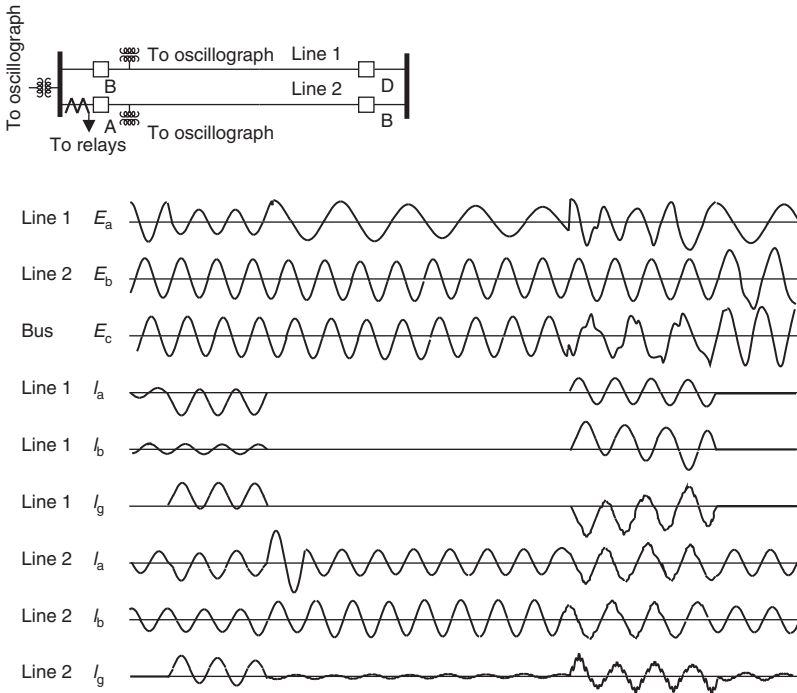 To oscillograph
To oscillograph Line 1
B D
Line 2
A B
To oscillograph
To relays
Line 1 Ea
Line 2 Eb
Bus Ec
Line 1 Ia
Line 1 Ib
Line 1 Ig
Line 2 Ia
Line 2 Ib
Line 2 Ig